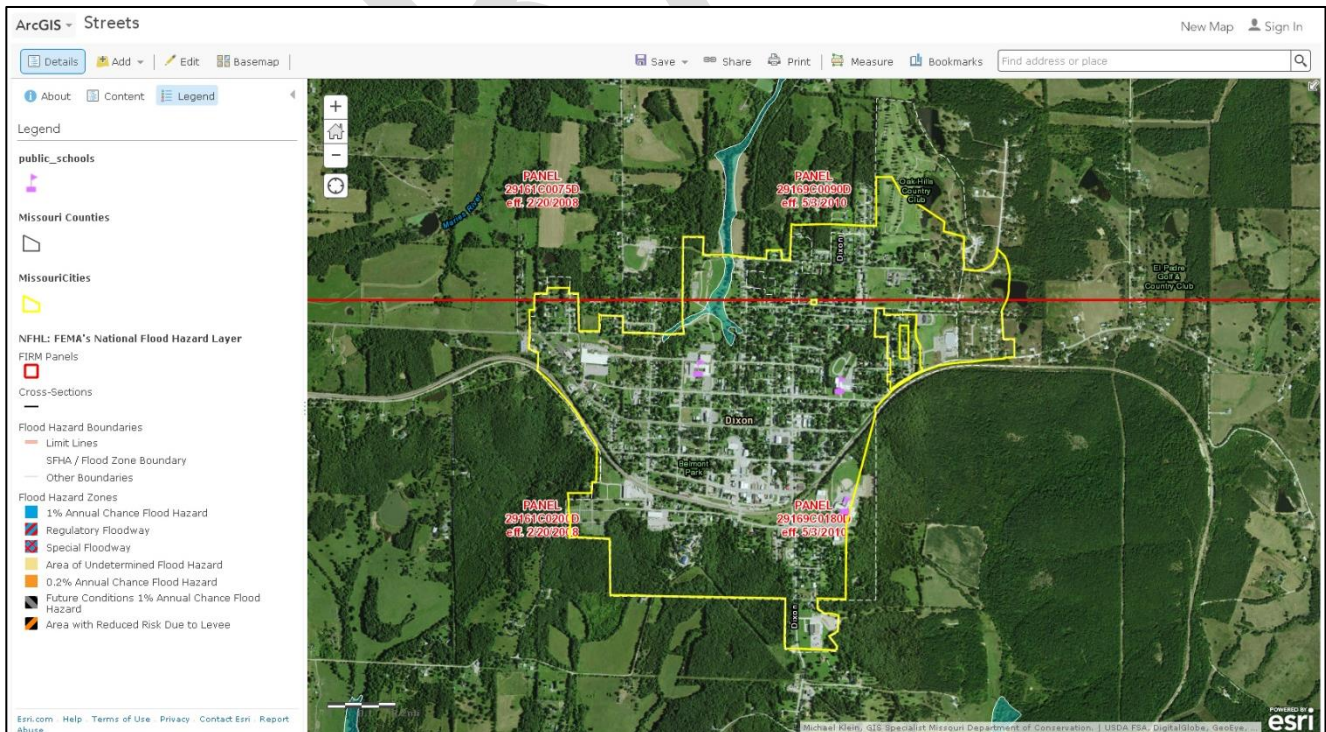 ArcGIS Streets
New Map Sign In
Details Add Edit Basemap Save Share Print Measure Bookmarks Find address or place
About Content Legend
Legend
public_schools
Missouri Counties
MissouriCities
NFHL: FEMA's National Flood Hazard Layer
FIRM Panels
Cross-Sections
Flood Hazard Boundaries
Limit Lines
SFHA / Flood Zone Boundary
Other Boundaries
Flood Hazard Zones
1% Annual Chance Flood Hazard
Regulatory Floodway
Special Floodway
Area of Undetermined Flood Hazard
0.2% Annual Chance Flood Hazard
Future Conditions 1% Annual Chance Flood
Hazard
Area with Reduced Risk Due to Levee
Esri.com Help Terms of Use Privacy Contact Esri Report
Abuse
PANEL
29161C0075D
eff. 2/20/2008
PANEL
29169C0090D
eff. 5/3/2010
Maries River
Oak Hills
Country
Club
Dixon
El Padre
Golf &
Country Club
Dixon
Belmont
Park
PANEL
29161C0200D
eff. 2/20/2008
PANEL
29169C0180D
eff. 5/3/2010
Dixon
Michael Klein, GIS Specialist Missouri Department of Conservation. | USDA FSA, DigitalGlobe, GeoEye, ...
POWERED BY
esri